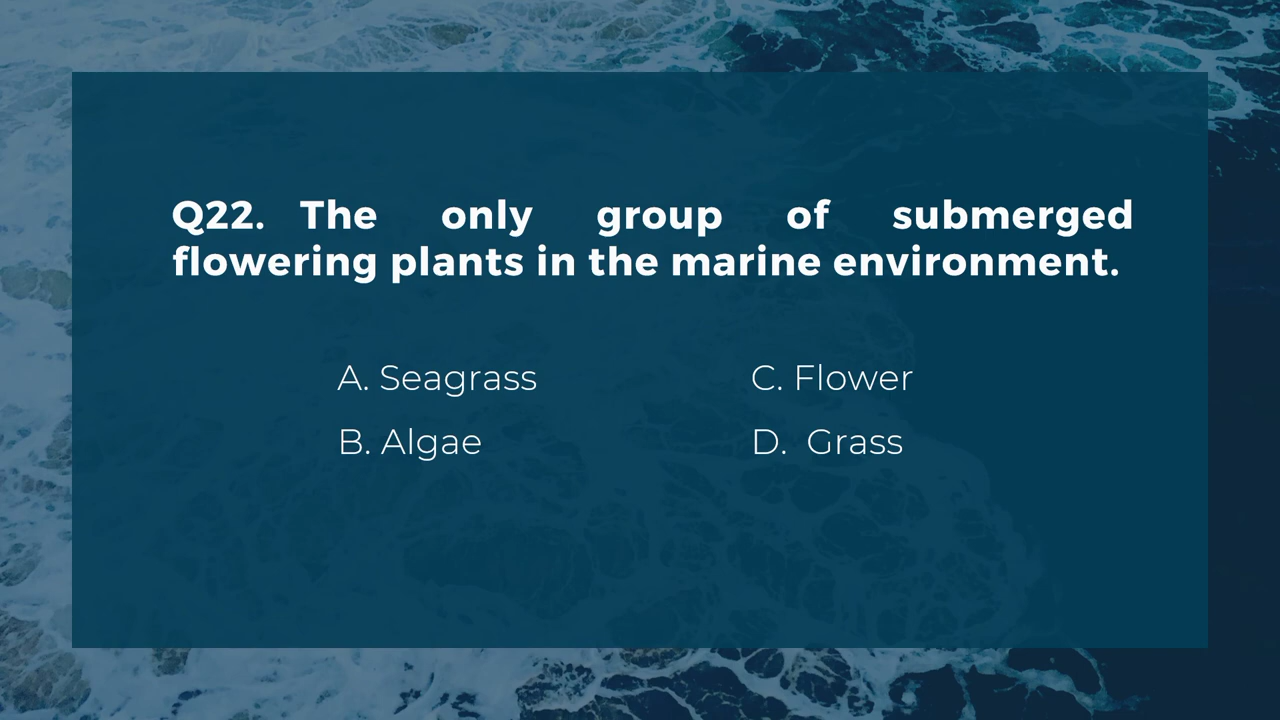 Q22. The only group of submerged
flowering plants in the marine environment.
A. Seagrass
B. Algae
C. Flower
D. Grass